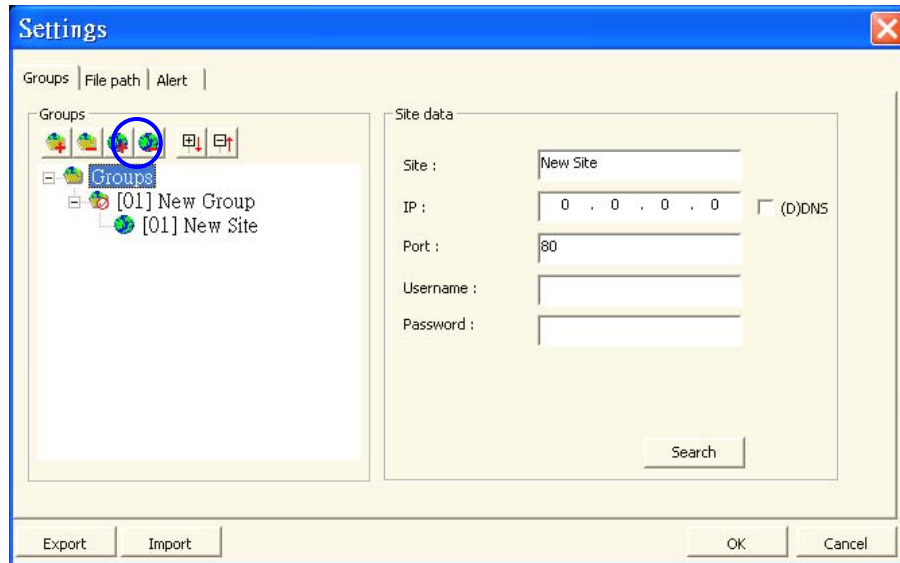 Settings
Groups File path Alert
Groups
Groups
[01] New Group
[01] New Site
Site data
Site : New Site
IP : 0 . 0 . 0 . 0 (D)DNS
Port : 80
Username :
Password :
Search
Export Import OK Cancel